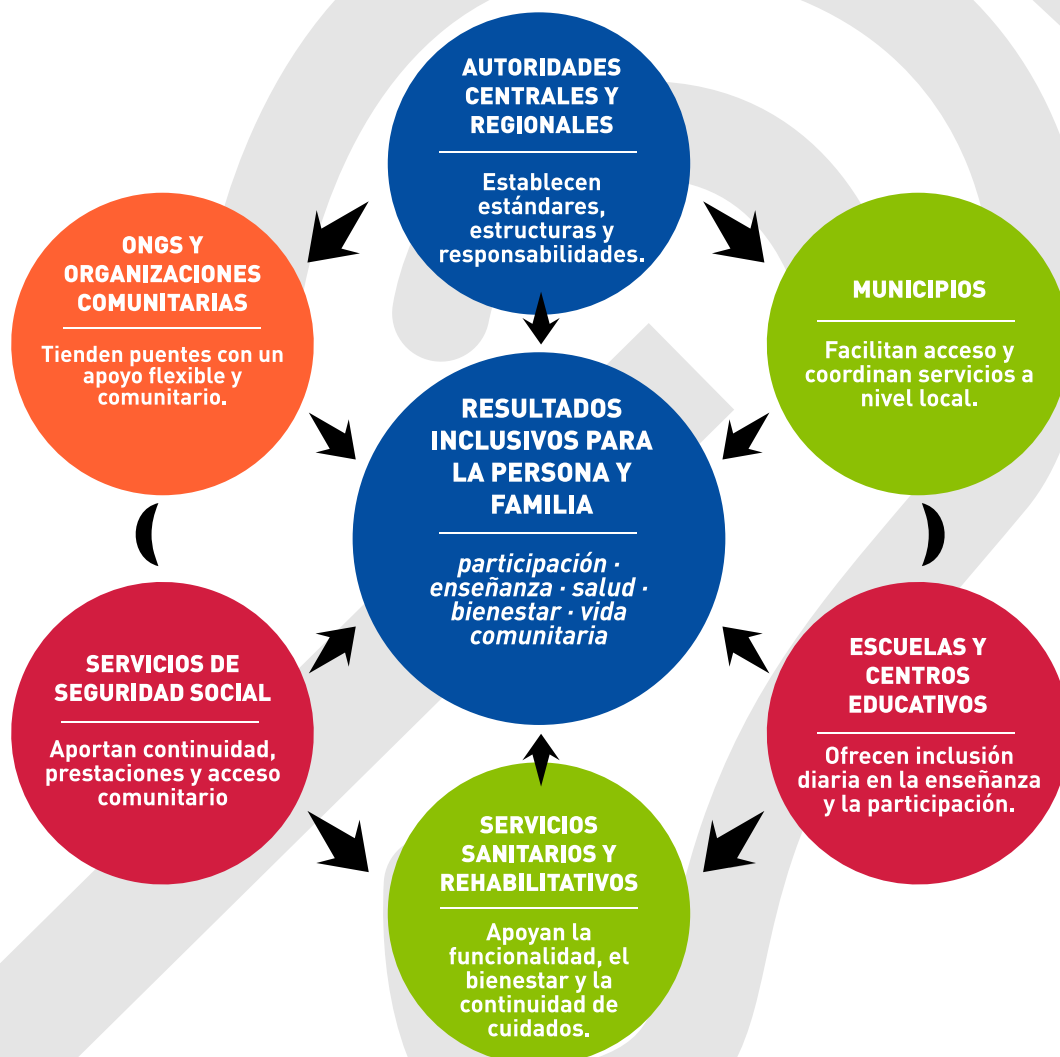 AUTORIDADES
CENTRALES Y
REGIONALES
Establecen
estándares,
estructuras y
responsabilidades.
ONGS Y
ORGANIZACIONES
COMUNITARIAS
Tienden puentes con un
apoyo flexible y
comunitario.
MUNICIPIOS
Facilitan acceso y
coordinan servicios a
nivel local.
RESULTADOS
INCLUSIVOS PARA
LA PERSONA Y
FAMILIA
participación ·
enseñanza · salud ·
bienestar · vida
comunitaria
SERVICIOS DE
SEGURIDAD SOCIAL
Aportan continuidad,
prestaciones y acceso
comunitario
ESCUELAS Y
CENTROS
EDUCATIVOS
Ofrecen inclusión
diaria en la enseñanza
y la participación.
SERVICIOS
SANITARIOS Y
REHABILITATIVOS
Apoyan la
funcionalidad, el
bienestar y la
continuidad de
cuidados.